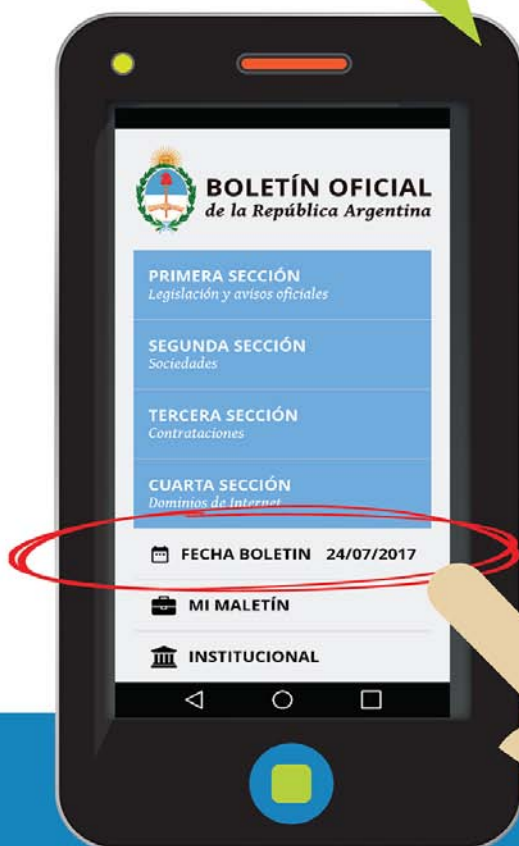 BOLETÍN OFICIAL
de la República Argentina
PRIMERA SECCIÓN
Legislación y avisos oficiales
SEGUNDA SECCIÓN
Sociedades
TERCERA SECCIÓN
Contrataciones
CUARTA SECCIÓN
Dominios de Internet
FECHA BOLETIN 24/07/2017
MI MALETÍN
INSTITUCIONAL